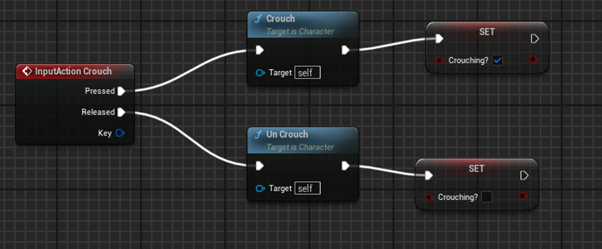 InputAction Crouch
Pressed
Released
Key
Crouch
Target is Character
Target self
SET
Crouching?
Un Crouch
Target is Character
Target self
SET
Crouching?